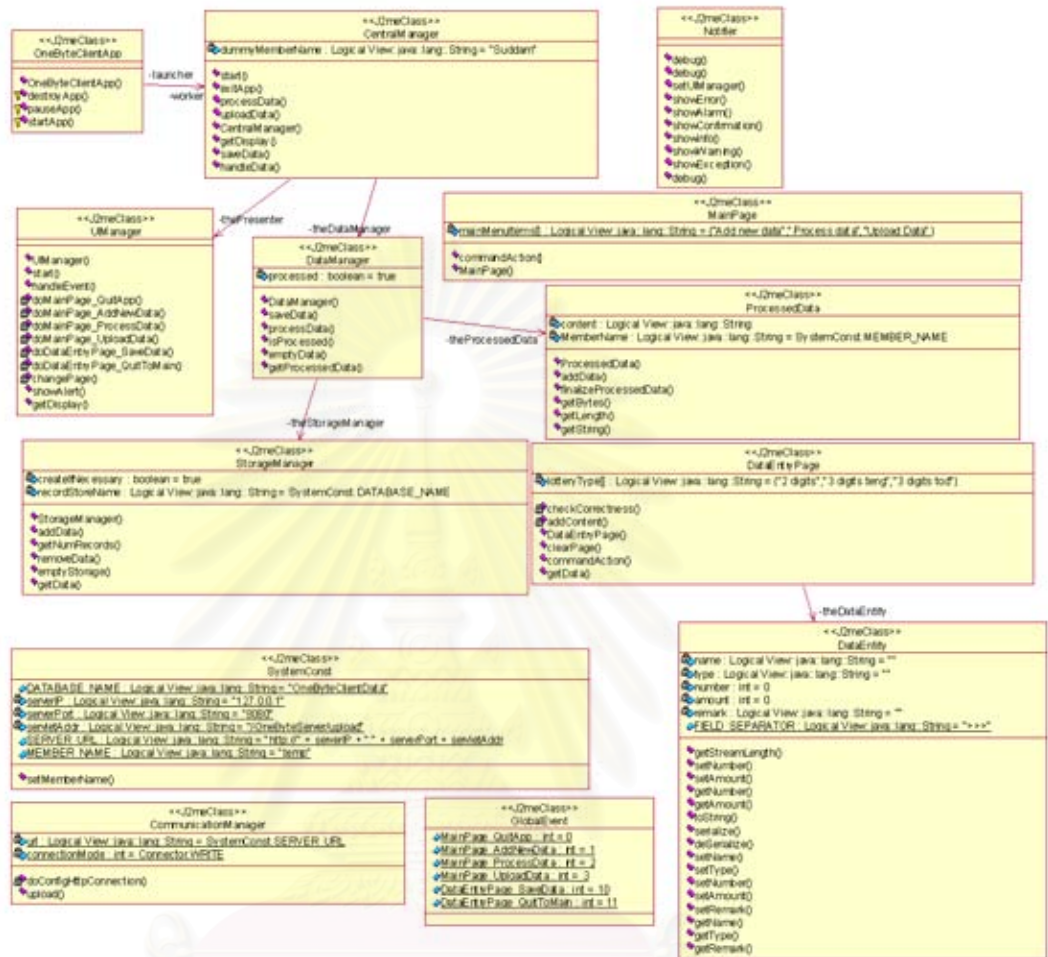 <<J2meClass>>
OneByteClientApp
OneByteClientApp()
destroyApp()
pauseApp()
startApp()
-launcher
-worker
<<J2meClass>>
CentralManager
dummyMemberName : Logical View::java::lang::String = "Suddam"
start()
exitApp()
processData()
uploadData()
CentralManager()
getDisplay()
saveData()
handleData()
<<J2meClass>>
Notifier
debug()
debug()
setUIManager()
showError()
showAlarm()
showConfirmation()
showInfo()
showWarning()
showException()
debug()
-thePresenter
-theDataManager
<<J2meClass>>
UIManager
UIManager()
start()
handleEvent()
doMainPage_QuitApp()
doMainPage_AddNewData()
doMainPage_ProcessData()
doMainPage_UploadData()
doDataEntryPage_SaveData()
doDataEntryPage_QuitToMain()
changePage()
showAlert()
getDisplay()
<<J2meClass>>
DataManager
processed : boolean = true
DataManager()
saveData()
processData()
isProcessed()
emptyData()
getProcessedData()
<<J2meClass>>
MainPage
mainMenuItems[] : Logical View::java::lang::String = {"Add new data","Process data","Upload Data"}
commandAction()
MainPage()
-theProcessedData
<<J2meClass>>
ProcessedData
content : Logical View::java::lang::String
MemberName : Logical View::java::lang::String = SystemConst.MEMBER_NAME
ProcessedData()
addData()
finalizeProcessedData()
getBytes()
getLength()
getString()
-theStorageManager
<<J2meClass>>
StorageManager
createIfNecessary : boolean = true
recordStoreName : Logical View::java::lang::String = SystemConst.DATABASE_NAME
StorageManager()
addData()
getNumRecords()
removeData()
emptyStorage()
getData()
<<J2meClass>>
DataEntryPage
lotteryType[] : Logical View::java::lang::String = {"2 digits","3 digits teng","3 digits tod"}
checkCorrectness()
addContent()
DataEntryPage()
clearPage()
commandAction()
getData()
-theDataEntity
<<J2meClass>>
SystemConst
DATABASE_NAME : Logical View::java::lang::String = "OneByteClientData"
serverIP : Logical View::java::lang::String = "127.0.0.1"
serverPort : Logical View::java::lang::String = "8080"
servletAddr : Logical View::java::lang::String = "/OneByteServer/upload"
SERVER_URL : Logical View::java::lang::String = "http://" + serverIP + ":" + serverPort + servletAddr
MEMBER_NAME : Logical View::java::lang::String = "temp"
setMemberName()
<<J2meClass>>
DataEntity
name : Logical View::java::lang::String = ""
type : Logical View::java::lang::String = ""
number : int = 0
amount : int = 0
remark : Logical View::java::lang::String = ""
FIELD_SEPARATOR : Logical View::java::lang::String = ">>>"
getStreamLength()
setNumber()
setAmount()
getNumber()
getAmount()
toString()
serialize()
deSerialize()
setName()
setType()
setNumber()
setAmount()
setRemark()
getName()
getType()
getRemark()
<<J2meClass>>
CommunicationManager
url : Logical View::java::lang::String = SystemConst.SERVER_URL
connectionMode : int = Connector.WRITE
doConfigHttpConnection()
upload()
<<J2meClass>>
GlobalEvent
MainPage_QuitApp : int = 0
MainPage_AddNewData : int = 1
MainPage_ProcessData : int = 2
MainPage_UploadData : int = 3
DataEntryPage_SaveData : int = 10
DataEntryPage_QuitToMain : int = 11